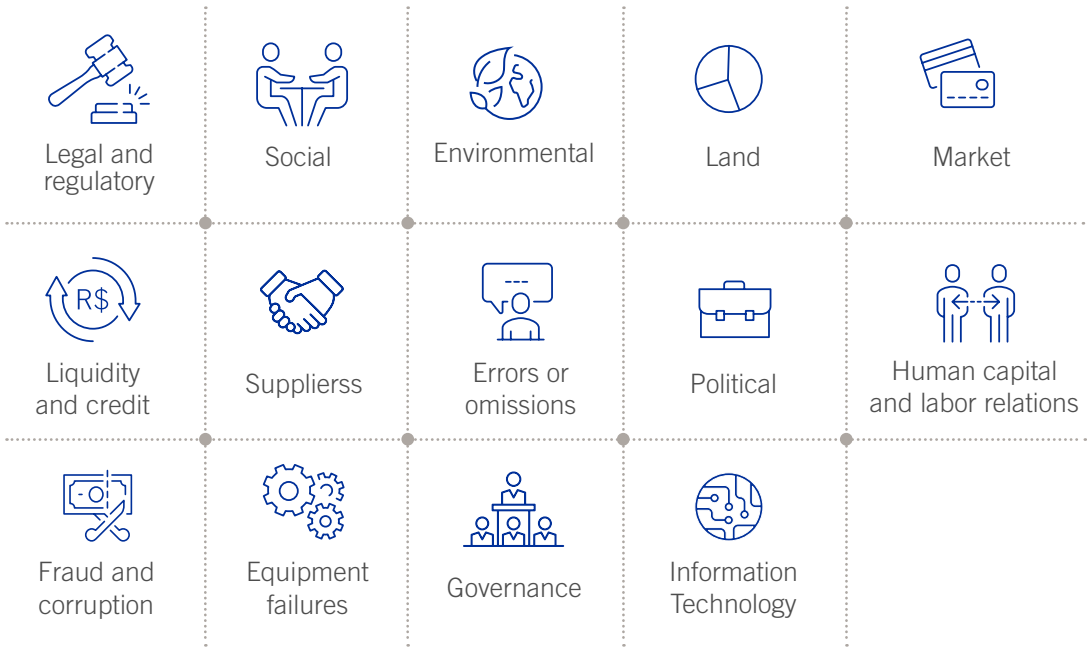 Legal and
regulatory
Social
Environmental
Land
Market
R$
Liquidity
and credit
Supplierss
Errors or
omissions
Political
Human capital
and labor relations
Fraud and
corruption
Equipment
failures
Governance
Information
Technology